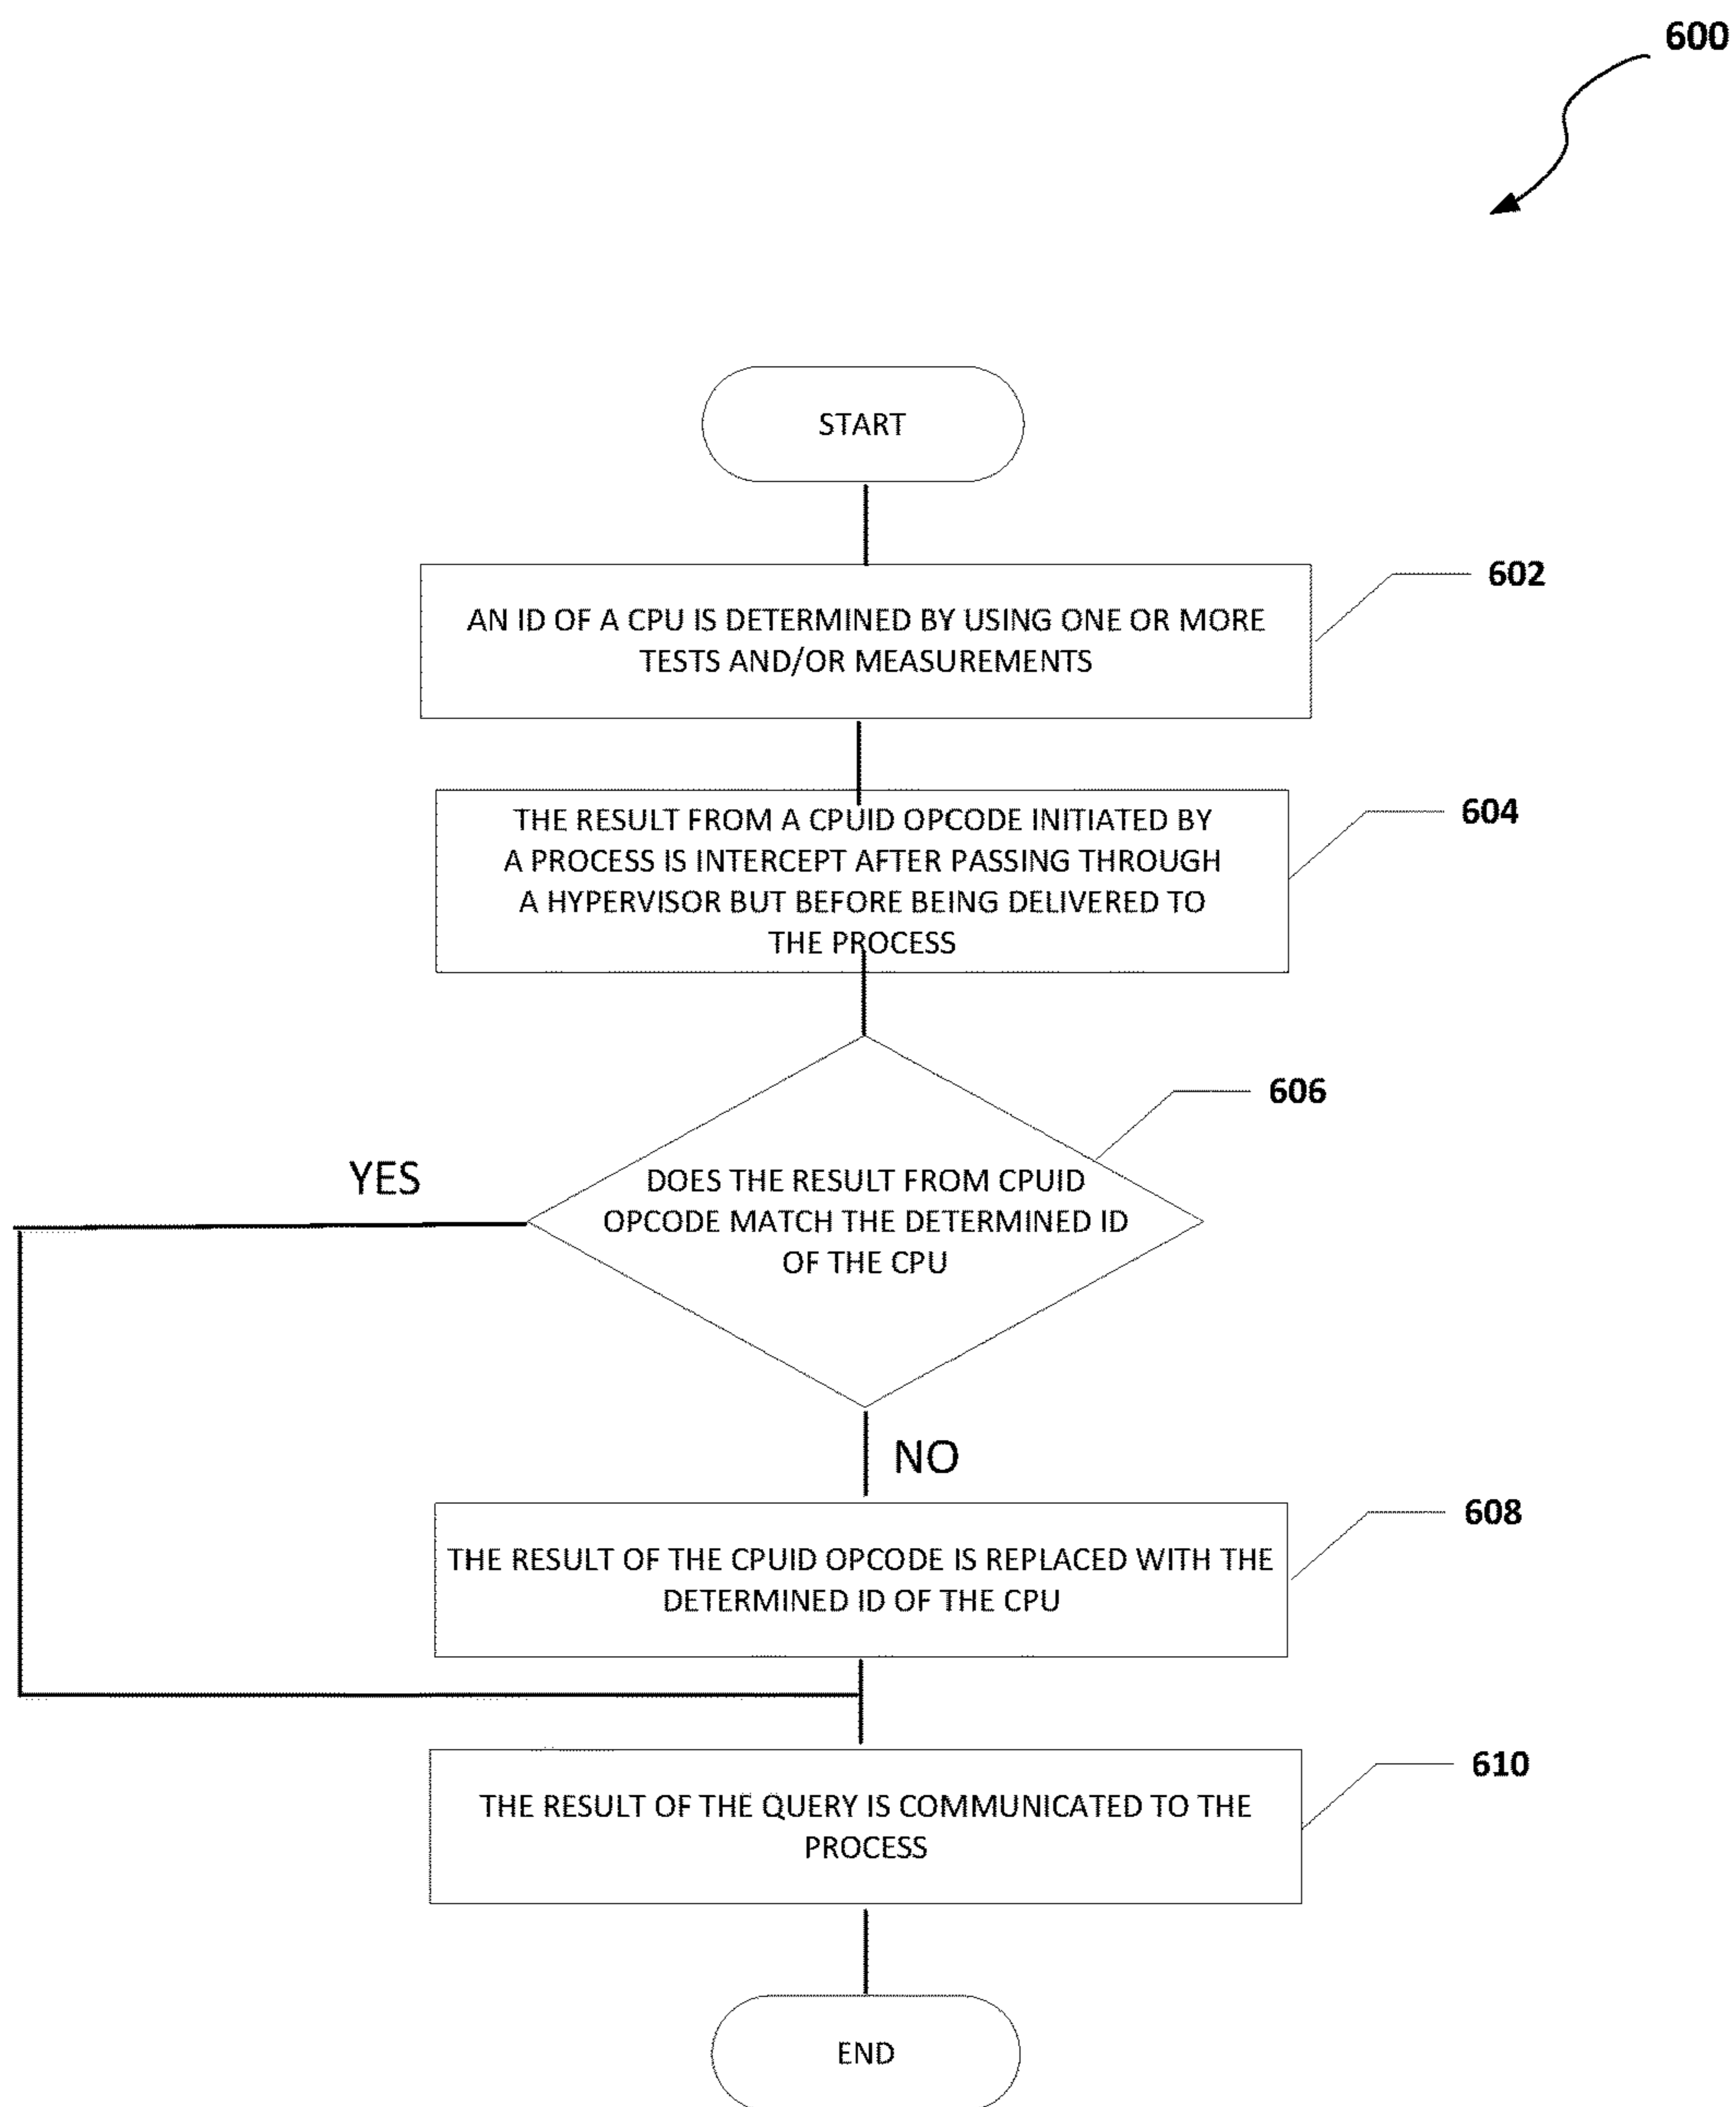 600
START
602
AN ID OF A CPU IS DETERMINED BY USING ONE OR MORE
TESTS AND/OR MEASUREMENTS
604
THE RESULT FROM A CPUID OPCODE INITIATED BY
A PROCESS IS INTERCEPT AFTER PASSING THROUGH
A HYPERVISOR BUT BEFORE BEING DELIVERED TO
THE PROCESS
606
YES
DOES THE RESULT FROM CPUID
OPCODE MATCH THE DETERMINED ID
OF THE CPU
NO
608
THE RESULT OF THE CPUID OPCODE IS REPLACED WITH THE
DETERMINED ID OF THE CPU
610
THE RESULT OF THE QUERY IS COMMUNICATED TO THE
PROCESS
END